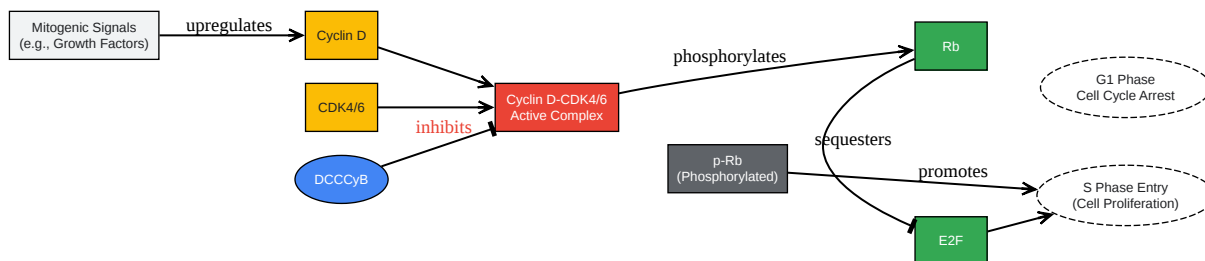 Mitogenic Signals
(e.g., Growth Factors)
upregulates
Cyclin D
CDK4/6
inhibits
DCCCyB
Cyclin D-CDK4/6
Active Complex
phosphorylates
Rb
sequesters
p-Rb
(Phosphorylated)
promotes
E2F
G1 Phase
Cell Cycle Arrest
S Phase Entry
(Cell Proliferation)